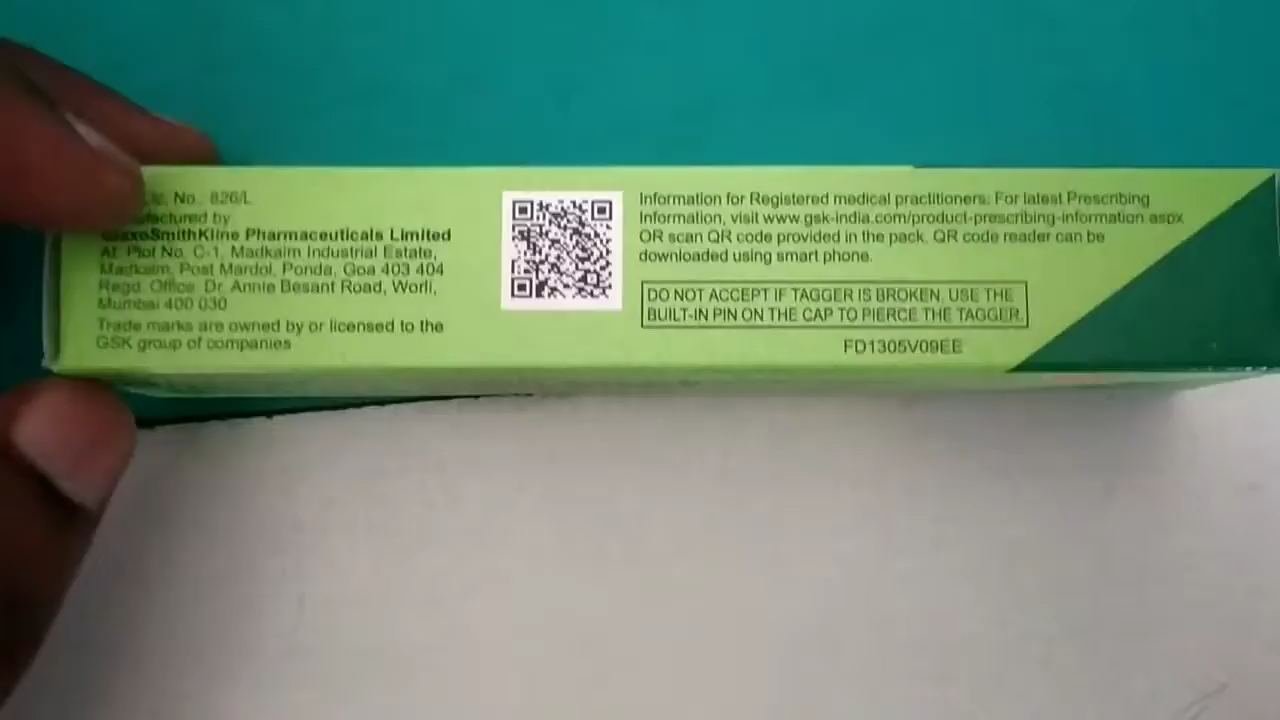 Lic. No.: 826/L
Manufactured by
GlaxoSmithKline Pharmaceuticals Limited
At: Plot No. C-1, Madkaim Industrial Estate,
Madkaim, Post Mardol, Ponda, Goa 403 404
Regd. Office: Dr. Annie Besant Road, Worli,
Mumbai 400 030
Trade marks are owned by or licensed to the
GSK group of companies
Information for Registered medical practitioners: For latest Prescribing
Information, visit www.gsk-india.com/product-prescribing-information aspx
OR scan QR code provided in the pack. QR code reader can be
downloaded using smart phone.
DO NOT ACCEPT IF TAGGER IS BROKEN. USE THE
BUILT-IN PIN ON THE CAP TO PIERCE THE TAGGER.
FD1305V09EE